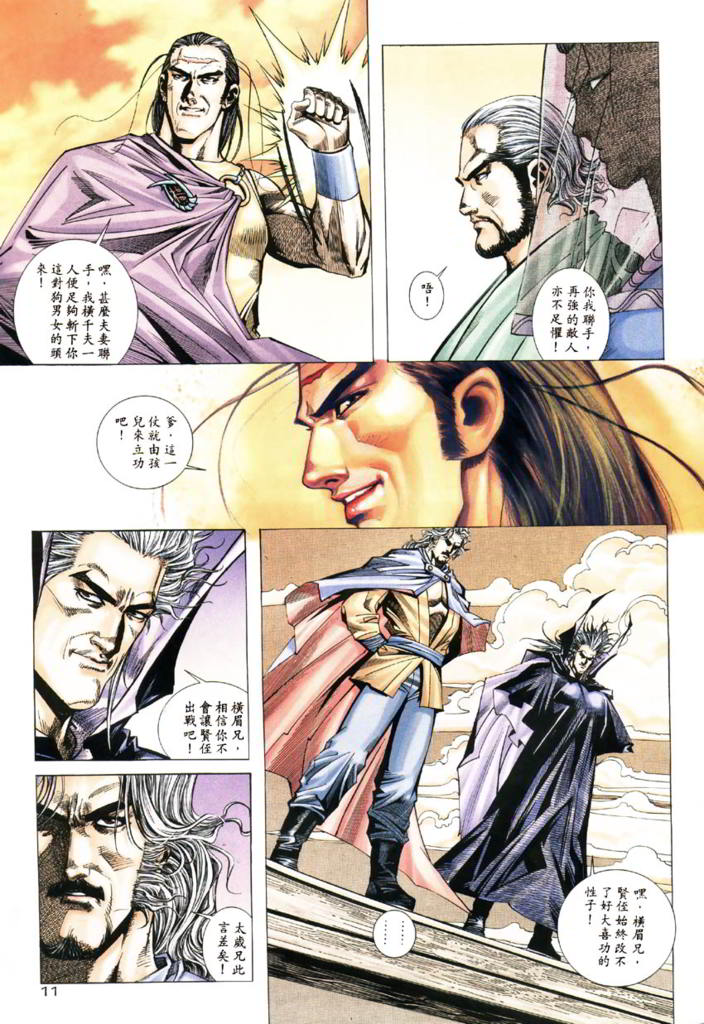 你我聯手，
再強的敵人
亦不足懼！
唔！
嘿，甚麼夫妻聯
手，我橫千夫一
人便足夠斬下你
這對狗男女的頭
來！
爹，這一
仗就由孩
兒來立功
吧！
嘿，橫眉兄，
賢侄始終改不
了好大喜功的
性子！
⋯⋯
橫眉兄，
相信你不
會讓賢侄
出戰吧！
太歲兄此
言差矣！
11